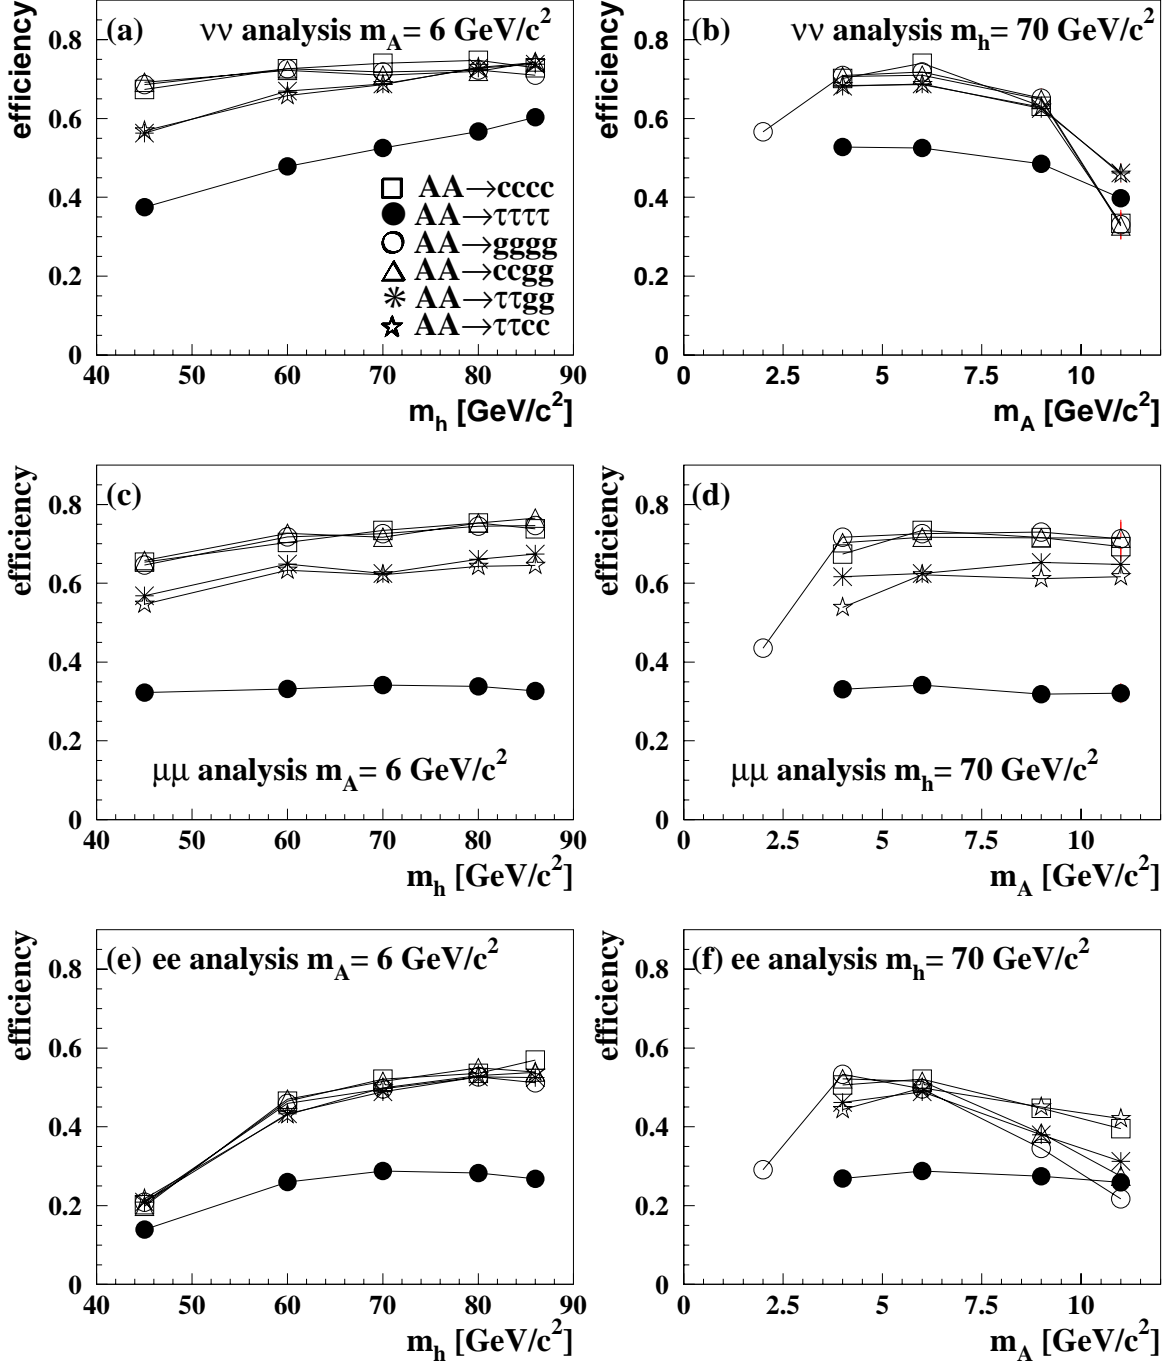 (a) νν analysis m_A= 6 GeV/c²
efficiency
0.8
0.6
0.4
0.2
0
AA→cccc
AA→ττττ
AA→gggg
AA→ccgg
AA→ττgg
AA→ττcc
40 50 60 70 80 90
m_h [GeV/c²]
(b) νν analysis m_h= 70 GeV/c²
efficiency
0.8
0.6
0.4
0.2
0
0 2.5 5 7.5 10
m_A [GeV/c²]
(c)
efficiency
0.8
0.6
0.4
0.2
0
μμ analysis m_A= 6 GeV/c²
40 50 60 70 80 90
m_h [GeV/c²]
(d)
efficiency
0.8
0.6
0.4
0.2
0
μμ analysis m_h= 70 GeV/c²
0 2.5 5 7.5 10
m_A [GeV/c²]
(e) ee analysis m_A= 6 GeV/c²
efficiency
0.8
0.6
0.4
0.2
0
40 50 60 70 80 90
m_h [GeV/c²]
(f) ee analysis m_h= 70 GeV/c²
efficiency
0.8
0.6
0.4
0.2
0
0 2.5 5 7.5 10
m_A [GeV/c²]